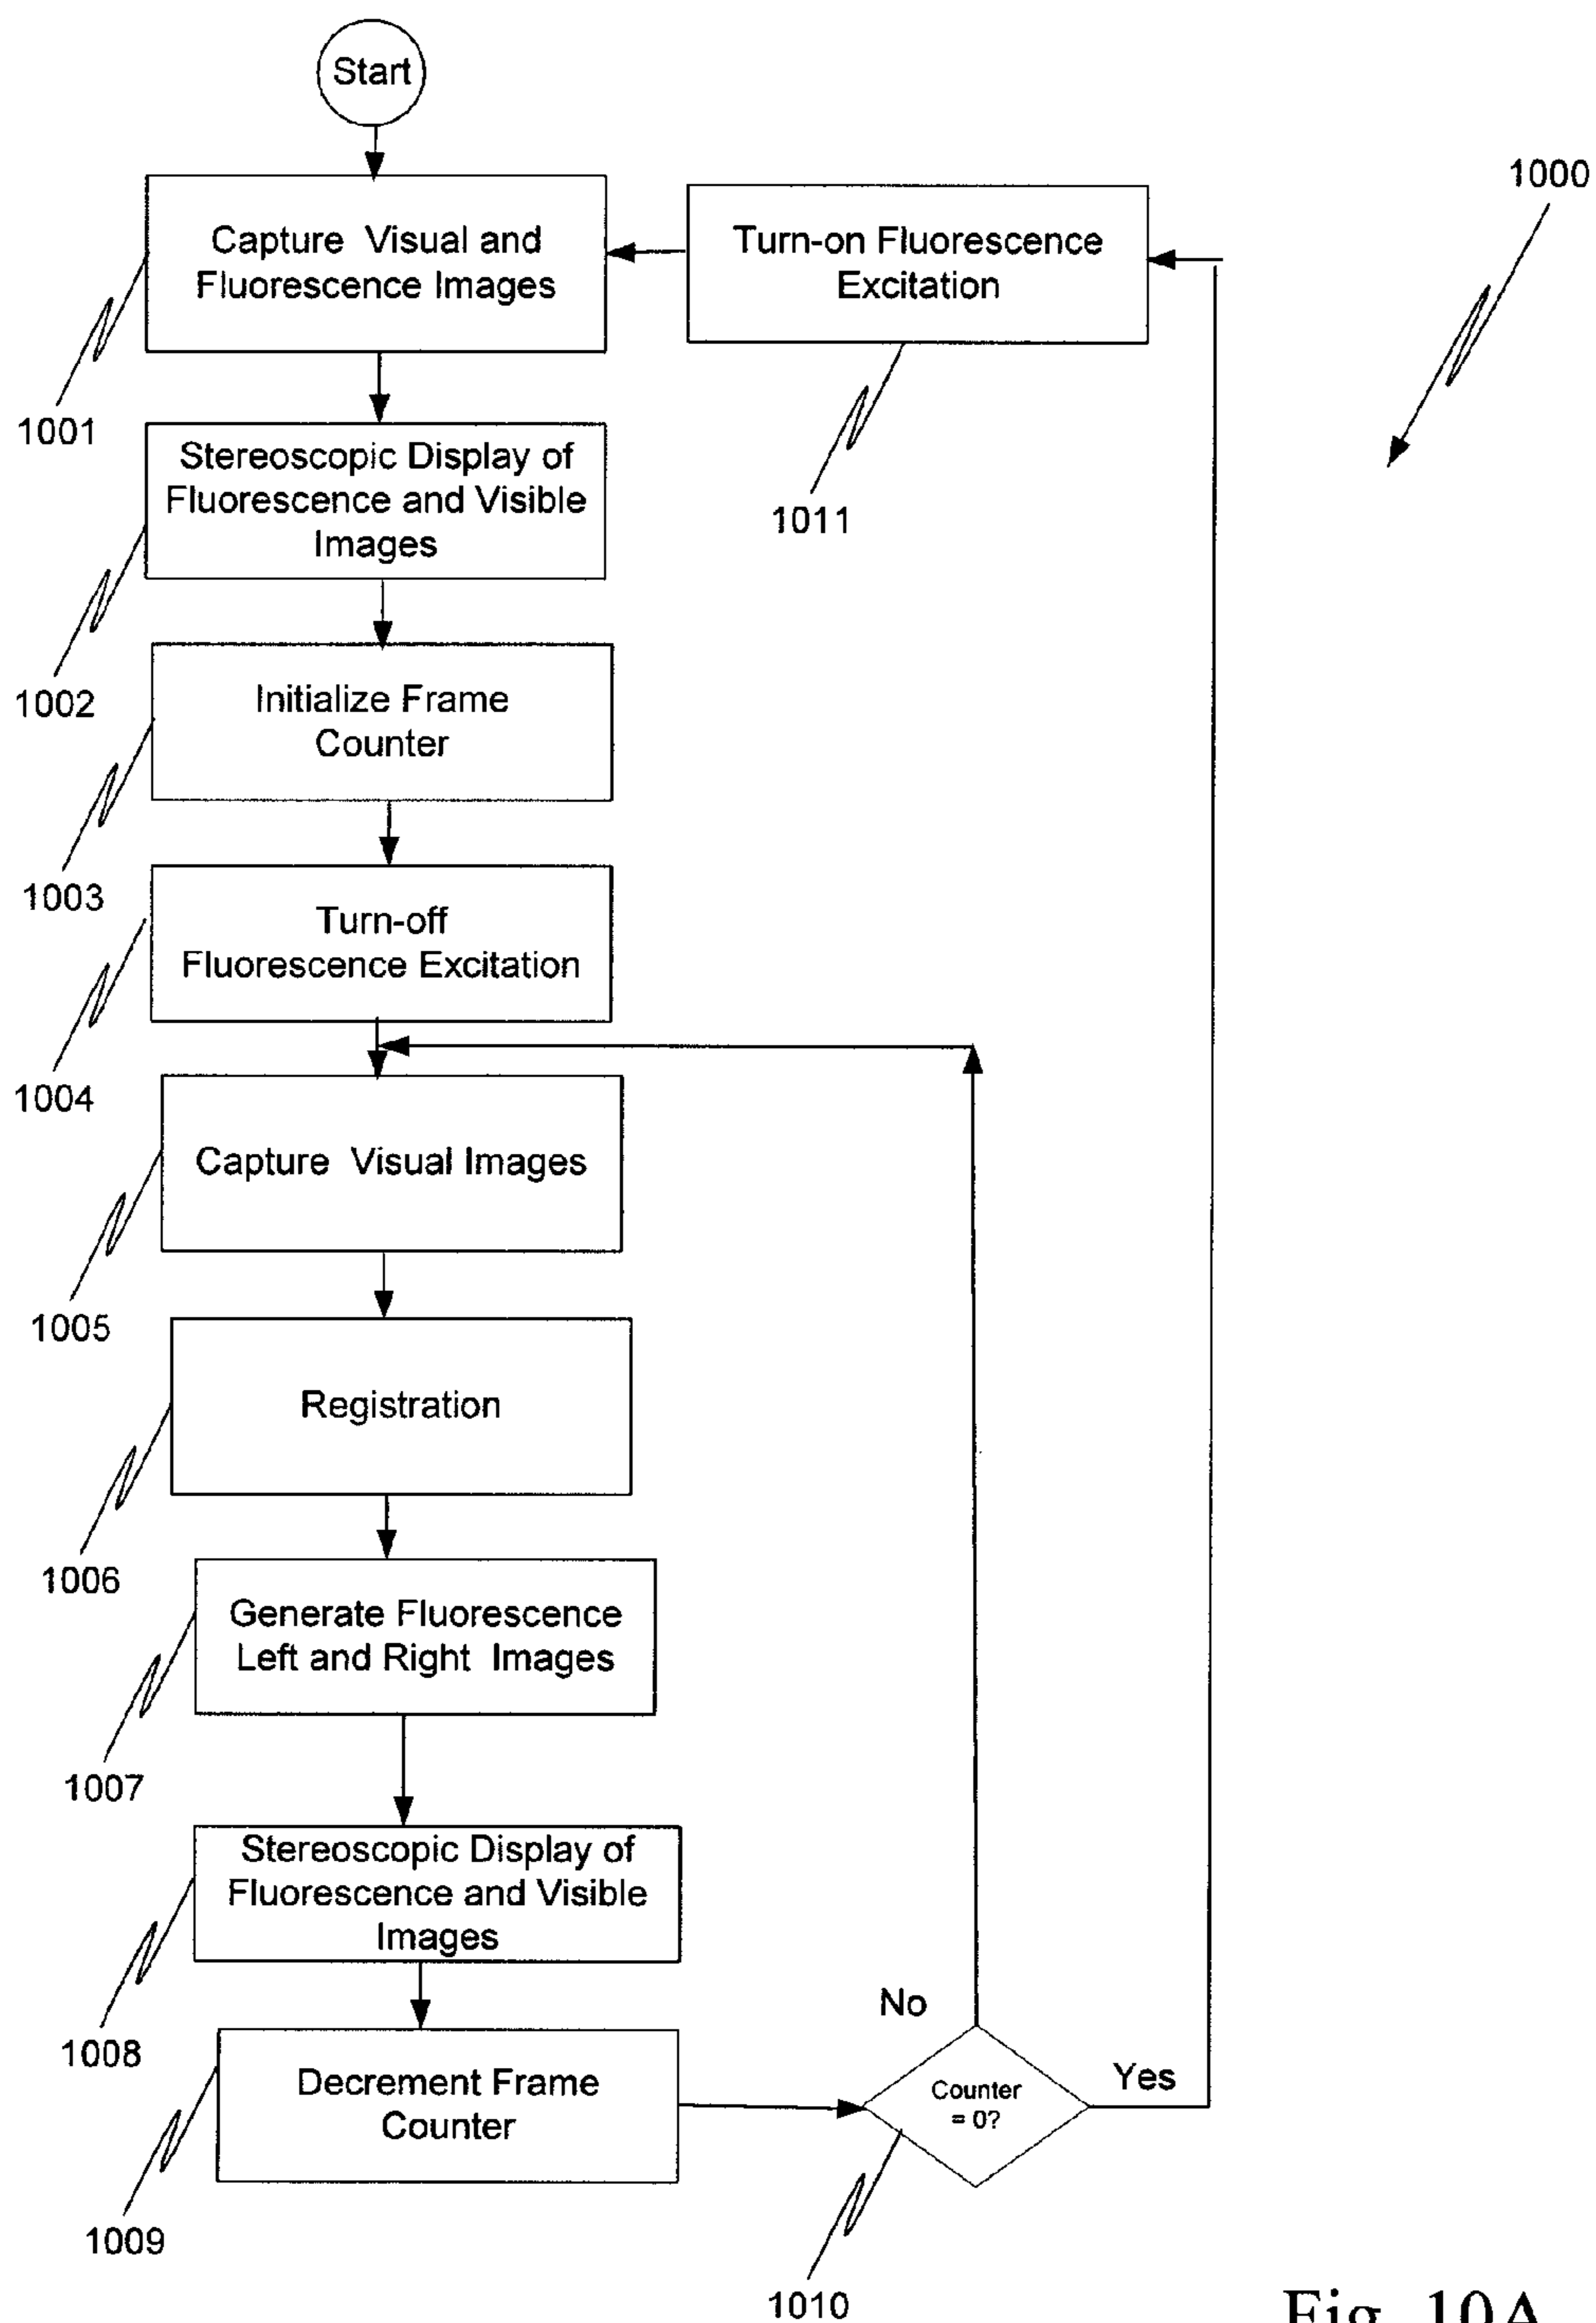 Start
Capture Visual and
Fluorescence Images
Turn-on Fluorescence
Excitation
1000
1001
Stereoscopic Display of
Fluorescence and Visible
Images
1011
1002
Initialize Frame
Counter
1003
Turn-off
Fluorescence Excitation
1004
Capture Visual Images
1005
Registration
1006
Generate Fluorescence
Left and Right Images
1007
Stereoscopic Display of
Fluorescence and Visible
Images
1008
No
Decrement Frame
Counter
Counter
= 0?
Yes
1009
1010
Fig. 10A